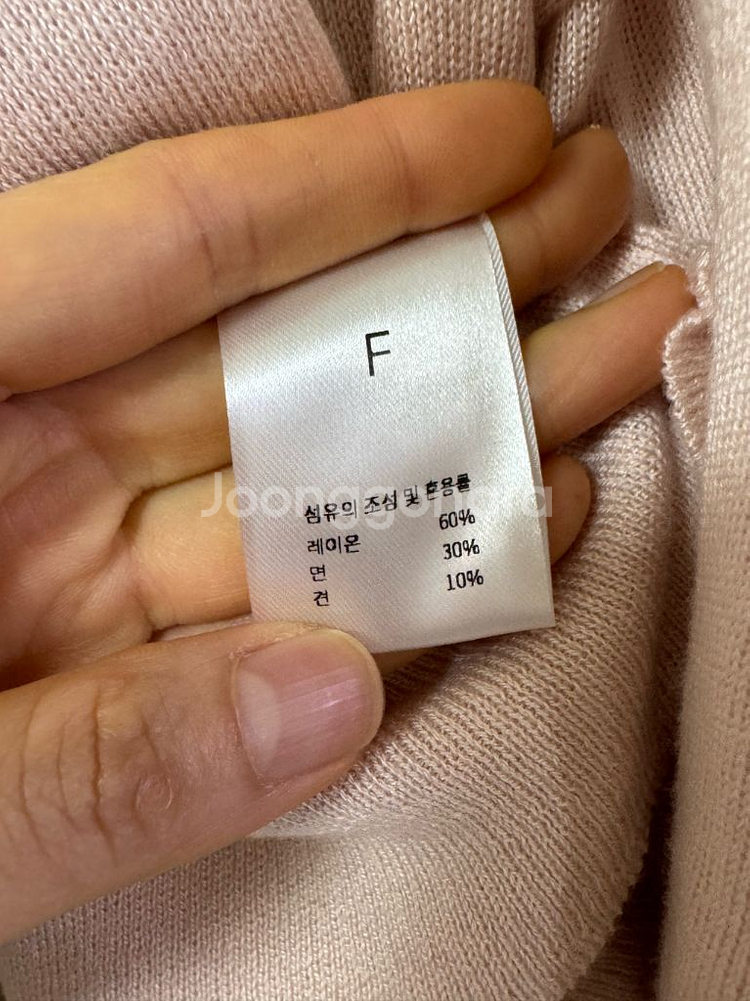 F
섬유의 조성 및 혼용률
레이온 60%
면 30%
견 10%
Joonggonara